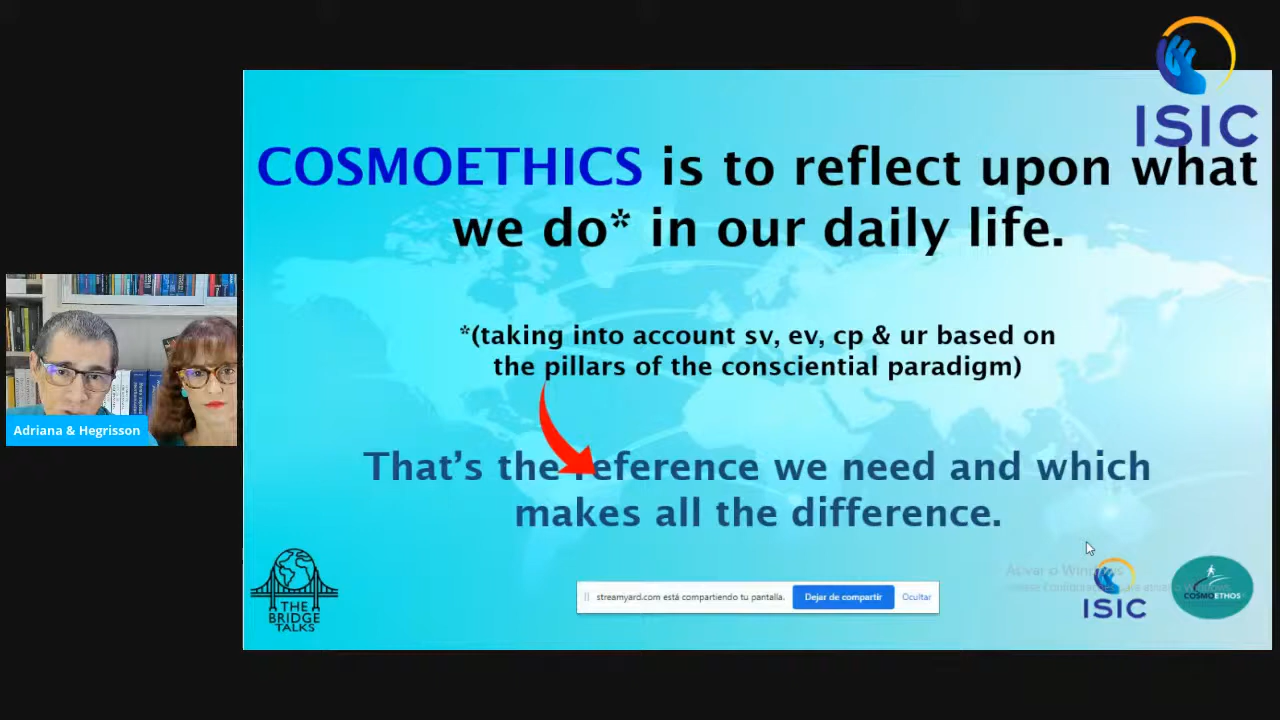 ISIC
COSMOETHICS is to reflect upon what
we do* in our daily life.
*(taking into account sv, ev, cp & ur based on
the pillars of the consciential paradigm)
That's the reference we need and which
makes all the difference.
Adriana & Hegrisson
THE
BRIDGE
TALKS
streamyard.com está compartiendo tu pantalla.
Dejar de compartir
Ocultar
Ativar o Windows
ISIC
COSMOETHOS